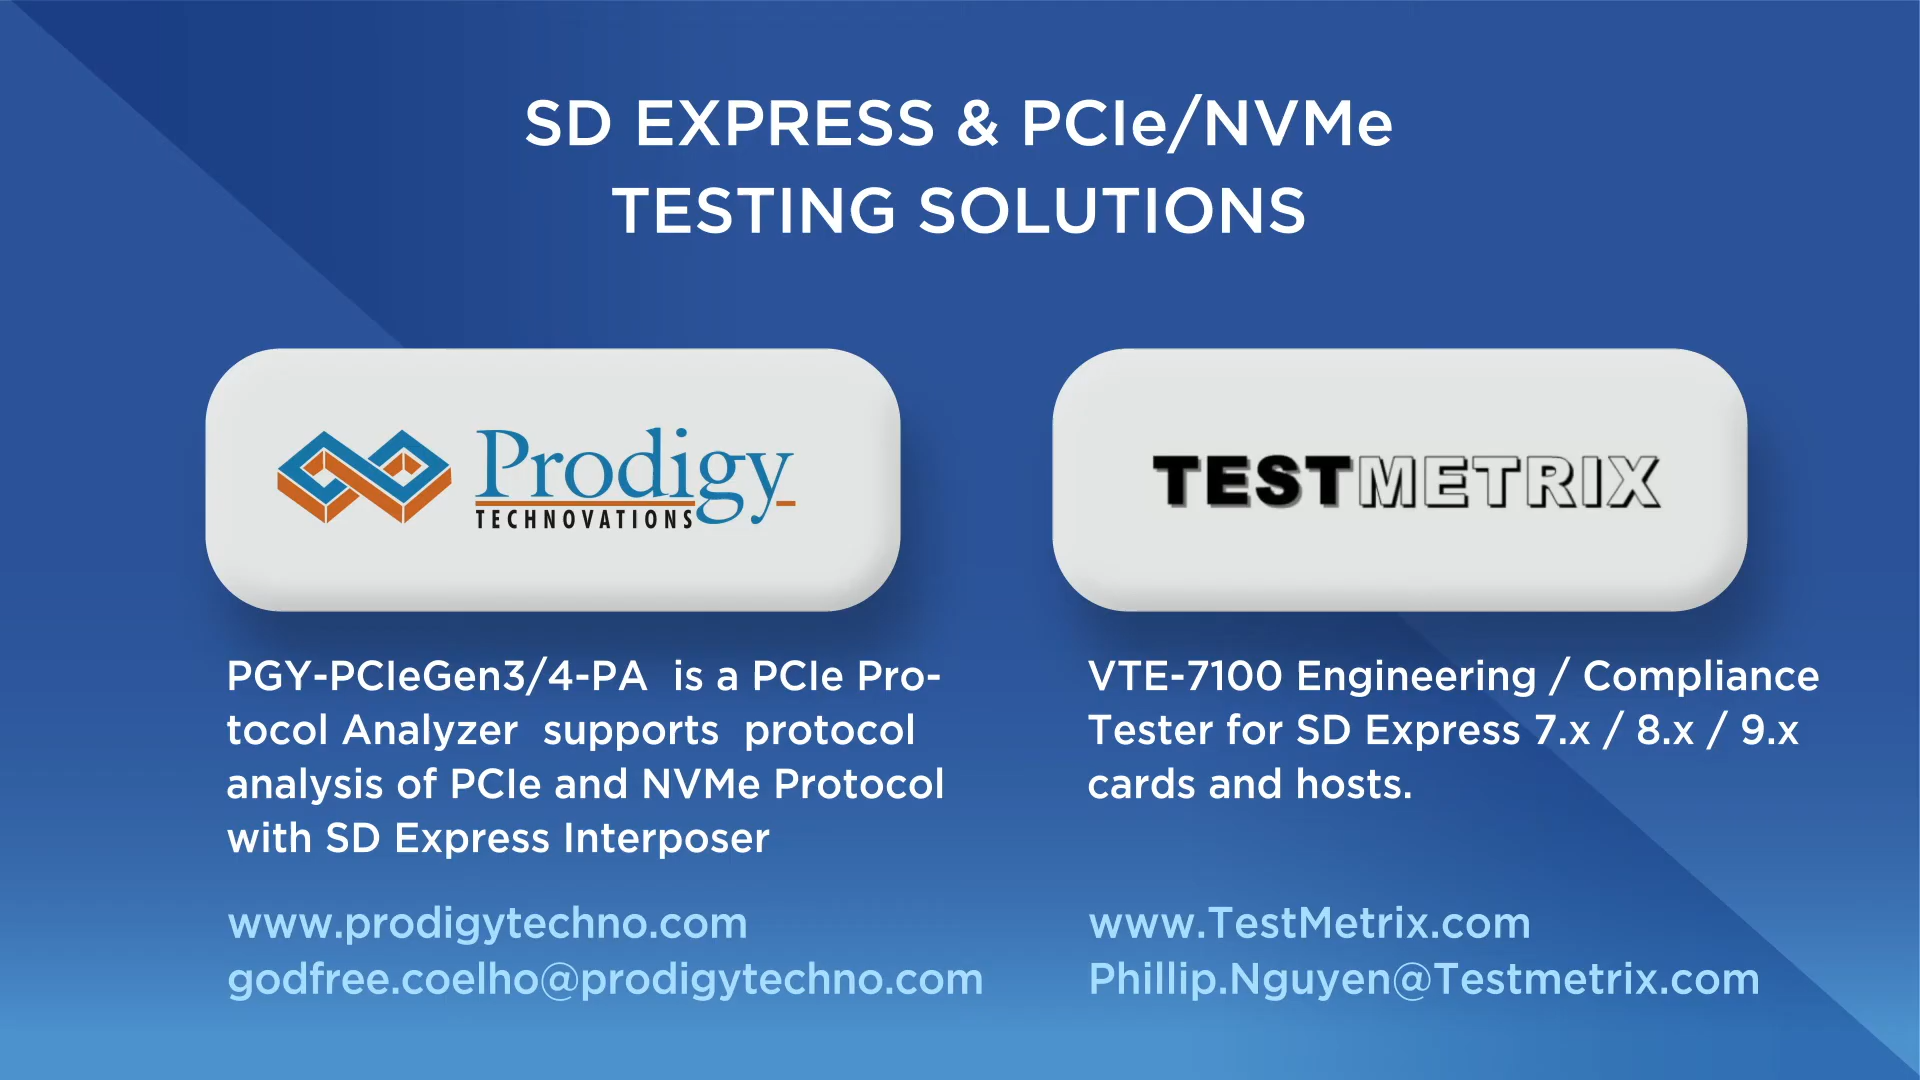 SD EXPRESS & PCIe/NVMe
TESTING SOLUTIONS
Prodigy
TECHNOVATIONS
PGY-PCIeGen3/4-PA  is a PCIe Pro-
tocol Analyzer  supports  protocol
analysis of PCIe and NVMe Protocol
with SD Express Interposer
www.prodigytechno.com
godfree.coelho@prodigytechno.com
TESTMETRIX
VTE-7100 Engineering / Compliance
Tester for SD Express 7.x / 8.x / 9.x
cards and hosts.
www.TestMetrix.com
Phillip.Nguyen@Testmetrix.com